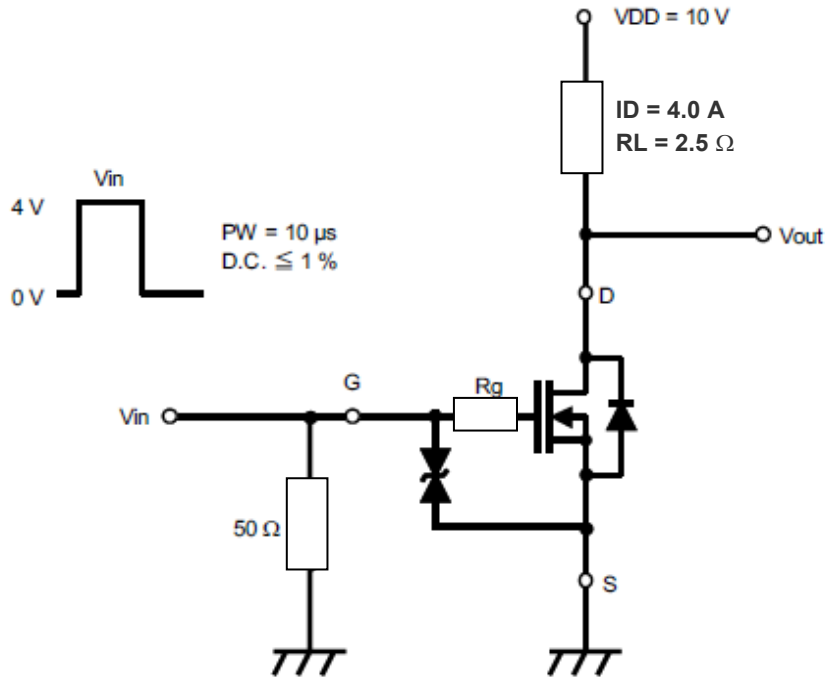 VDD = 10 V
ID = 4.0 A
RL = 2.5 Ω
Vin
4 V
PW = 10 µs
D.C. ≦ 1 %
0 V
Vout
D
G
Rg
Vin
50 Ω
S